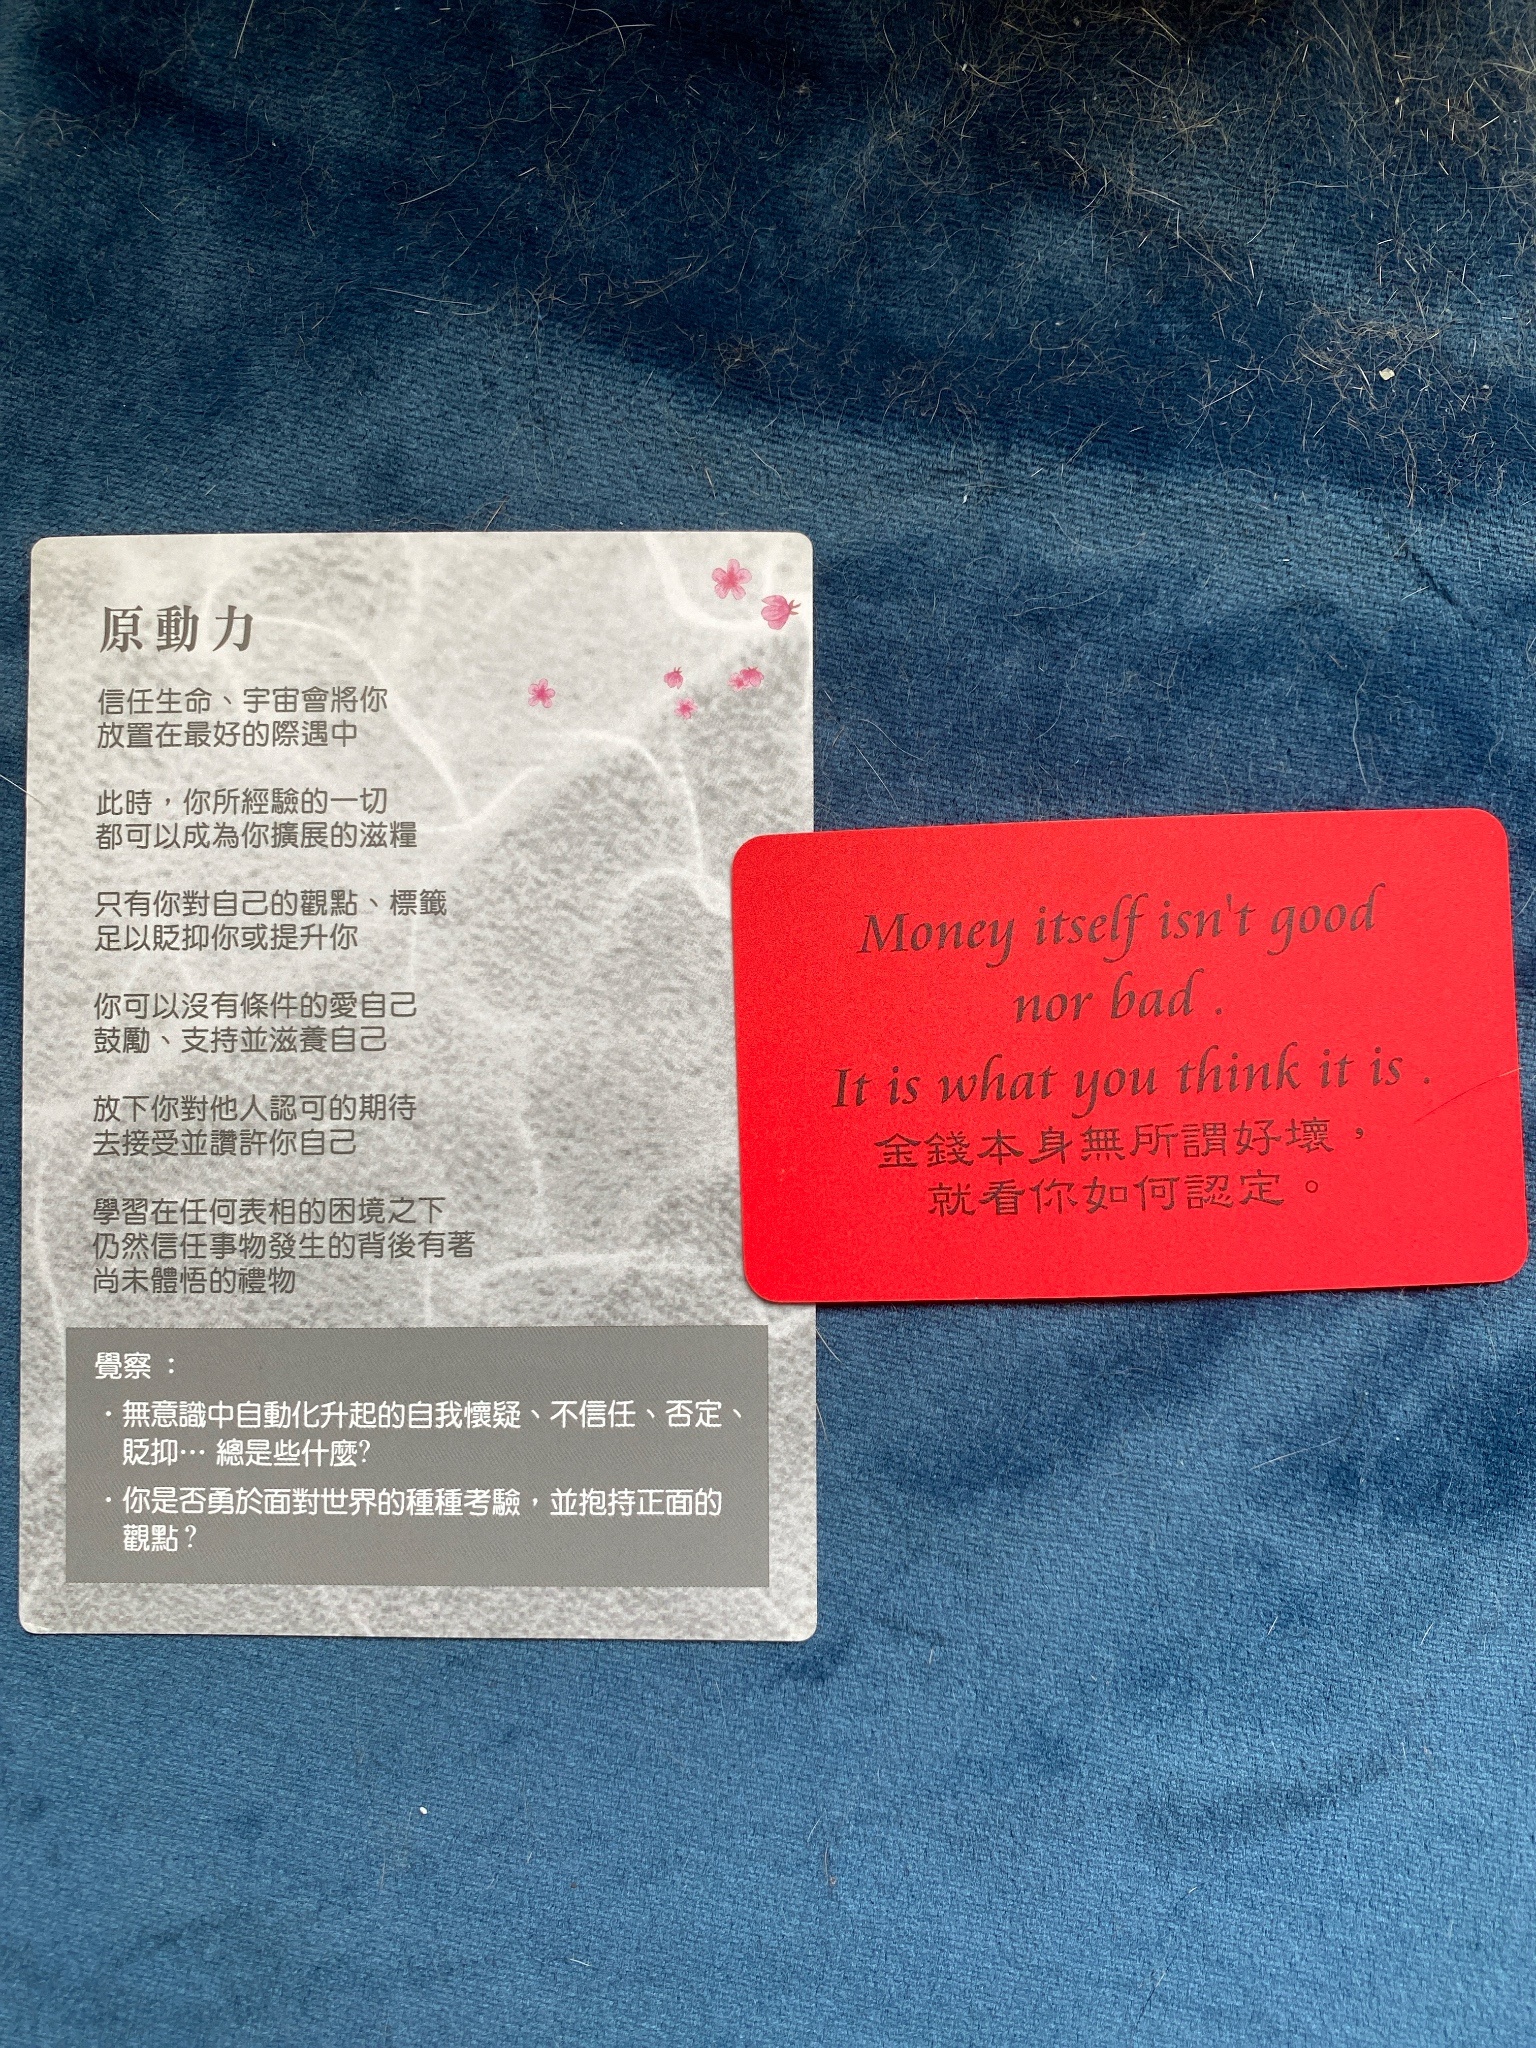 原動力
信任生命、宇宙會將你
放置在最好的際遇中
此時，你所經驗的一切
都可以成為你擴展的滋糧
只有你對自己的觀點、標籤
足以貶抑你或提升你
你可以沒有條件的愛自己
鼓勵、支持並滋養自己
放下你對他人認可的期待
去接受並讚許你自己
學習在任何表相的困境之下
仍然信任事物發生的背後有著
尚未體悟的禮物
覺察：
・無意識中自動化升起的自我懷疑、不信任、否定、
貶抑… 總是些什麼?
・你是否勇於面對世界的種種考驗，並抱持正面的
觀點？
Money itself isn't good
nor bad .
It is what you think it is .
金錢本身無所謂好壞，
就看你如何認定。